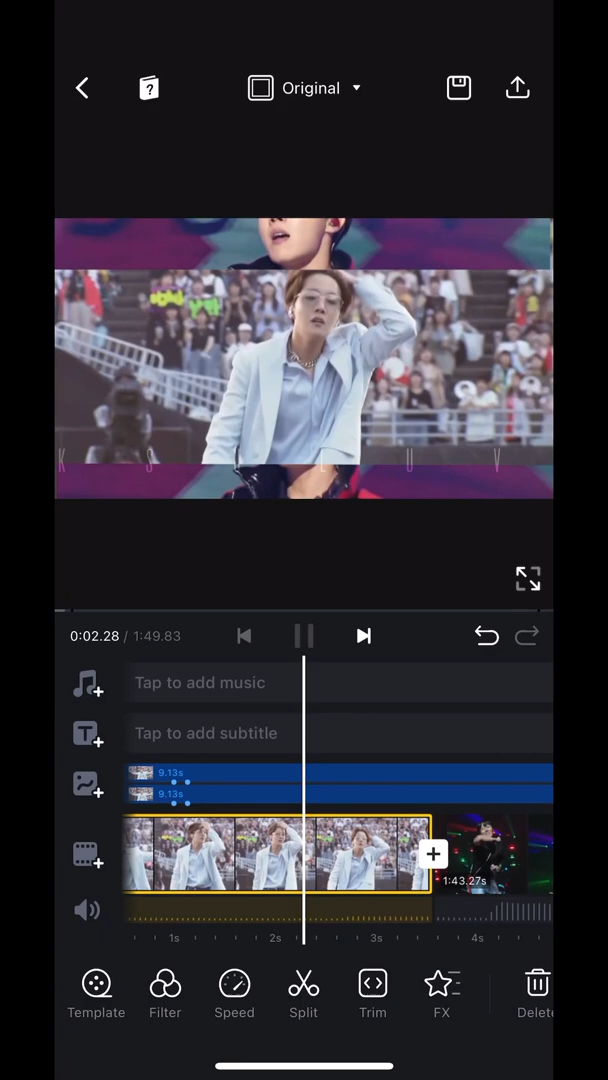 ? Original
K S E U V
0:02.28 / 1:49.83
Tap to add music
Tap to add subtitle
9.13s
9.13s
1:43.27s
1s 2s 3s 4s
Template Filter Speed Split Trim FX Delete